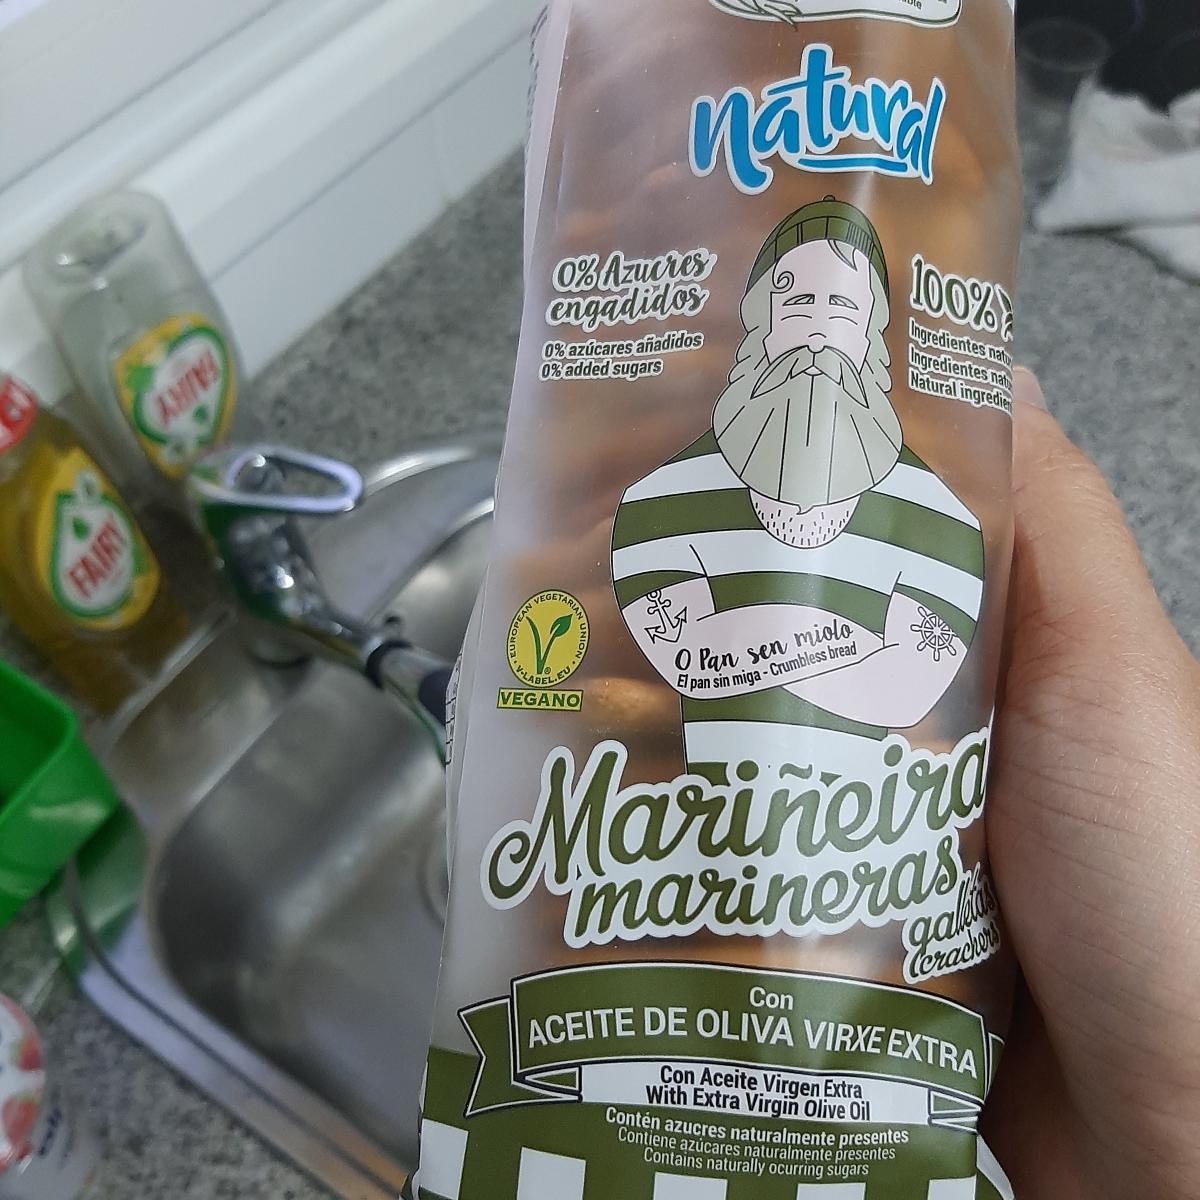 natural
0% Azucres
engadidos
0% azúcares añadidos
0% added sugars
100%
Ingredientes
Ingredientes
Natural
EUROPEAN VEGETARIAN UNION
V-LABEL.EU
VEGANO
O Pan sen miolo
El pan sin miga - Crumbless bread
Mariñeira
marineras
galletas
crackers
Con
ACEITE DE OLIVA VIRXE EXTRA
Con Aceite Virgen Extra
With Extra Virgin Olive Oil
Contén azucres naturalmente presentes
Contiene azúcares naturalmente presentes
Contains naturally ocurring sugars
FAIRY
FAIRY